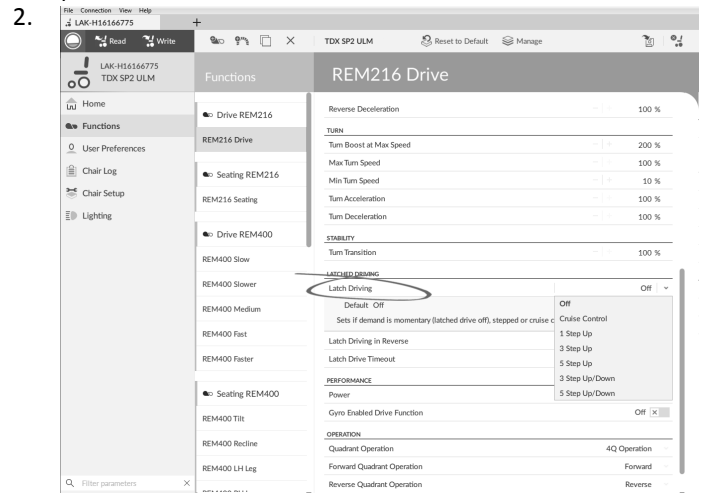 2.
File Connection View Help
LAK-H16166775 +
Read Write TDX SP2 ULM Reset to Default Manage
LAK-H16166775
TDX SP2 ULM
Functions
REM216 Drive
Home
Functions
User Preferences
Chair Log
Chair Setup
Lighting
Filter parameters
Drive REM216
REM216 Drive
Seating REM216
REM216 Seating
Drive REM400
REM400 Slow
REM400 Slower
REM400 Medium
REM400 Fast
REM400 Faster
Seating REM400
REM400 Tilt
REM400 Recline
REM400 LH Leg
Reverse Deceleration 100 %
TURN
Turn Boost at Max Speed 200 %
Max Turn Speed 100 %
Min Turn Speed 10 %
Turn Acceleration 100 %
Turn Deceleration 100 %
STABILITY
Turn Transition 100 %
LATCHED DRIVING
Latch Driving Off
Default Off
Sets if demand is momentary (latched drive off), stepped or cruise c
Off
Cruise Control
1 Step Up
3 Step Up
5 Step Up
3 Step Up/Down
5 Step Up/Down
Latch Driving in Reverse
Latch Drive Timeout
PERFORMANCE
Power
Gyro Enabled Drive Function Off
OPERATION
Quadrant Operation 4Q Operation
Forward Quadrant Operation Forward
Reverse Quadrant Operation Reverse